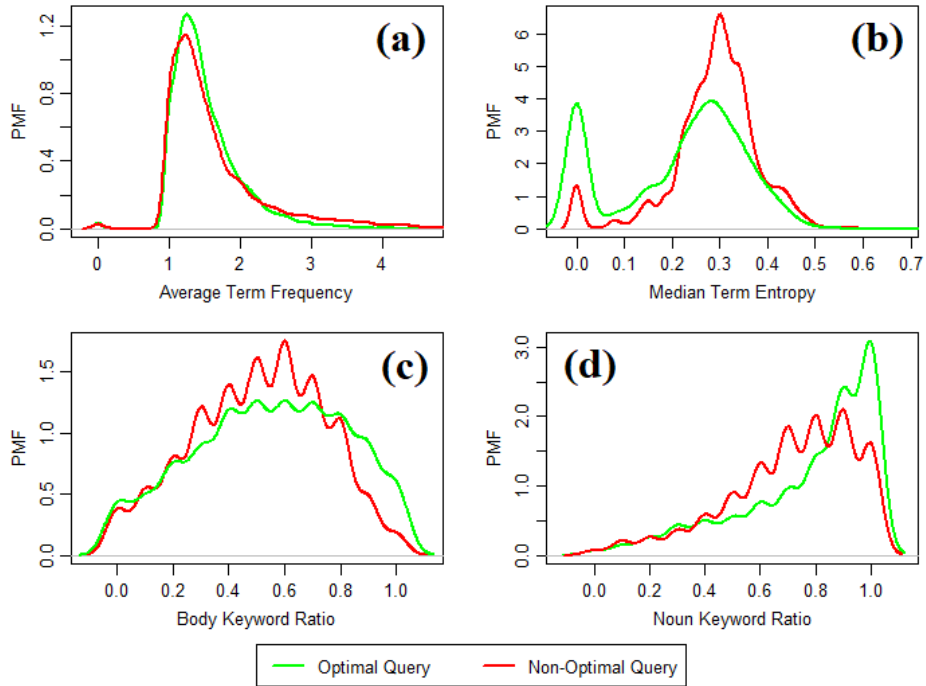 (a)
PMF
0.0 0.4 0.8 1.2
0 1 2 3 4
Average Term Frequency
(b)
PMF
0 1 2 3 4 5 6
0.0 0.1 0.2 0.3 0.4 0.5 0.6 0.7
Median Term Entropy
(c)
PMF
0.0 0.5 1.0 1.5
0.0 0.2 0.4 0.6 0.8 1.0
Body Keyword Ratio
(d)
PMF
0.0 1.0 2.0 3.0
0.0 0.2 0.4 0.6 0.8 1.0
Noun Keyword Ratio
Optimal Query Non-Optimal Query